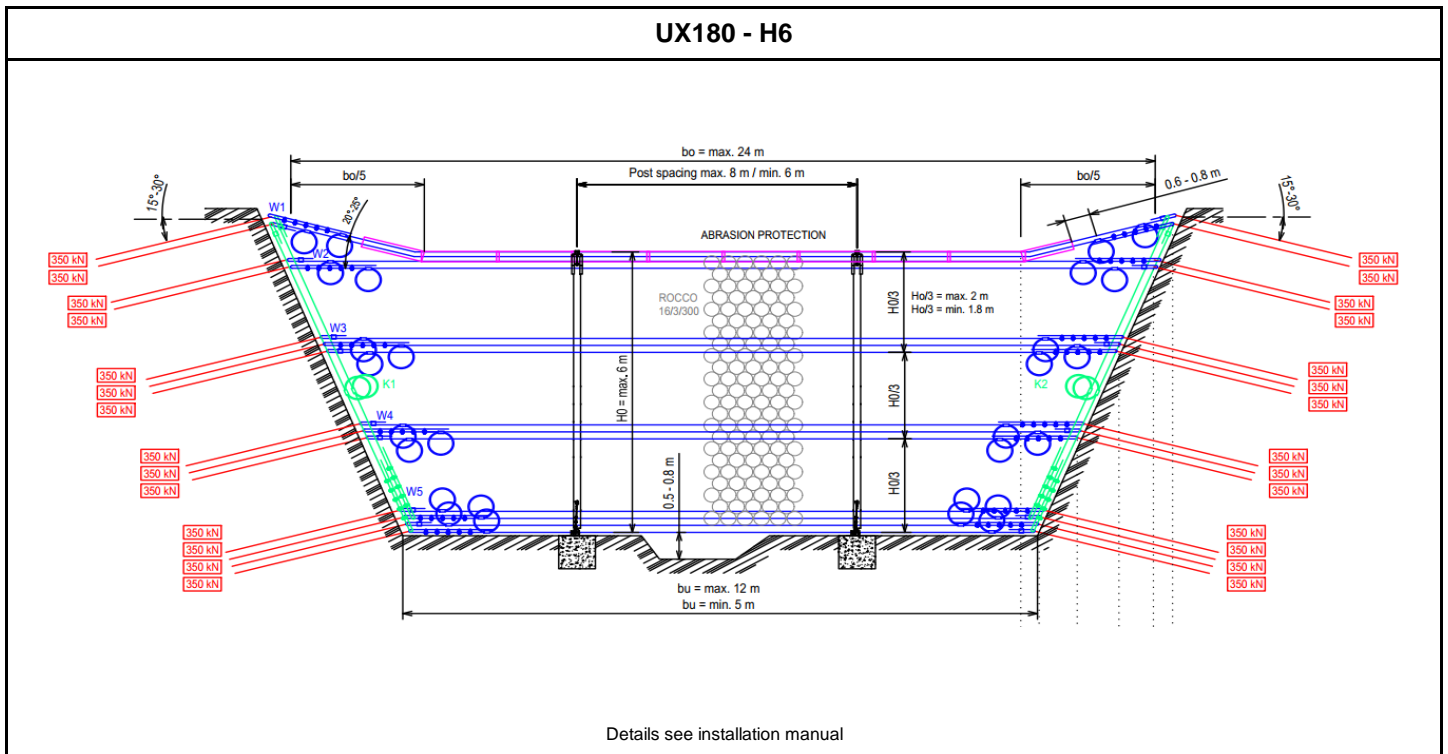 UX180 - H6
bo = max. 24 m
Post spacing max. 8 m / min. 6 m
bo/5
bo/5
0.6 - 0.8 m
15°-30°
15°-30°
20°-25°
W1
ABRASION PROTECTION
W2
350 kN
350 kN
350 kN
350 kN
350 kN
350 kN
350 kN
350 kN
ROCCO
16/3/300
H0/3
Ho/3 = max. 2 m
Ho/3 = min. 1.8 m
W3
350 kN
350 kN
350 kN
350 kN
350 kN
350 kN
K1
K2
H0 = max. 6 m
H0/3
W4
350 kN
350 kN
350 kN
350 kN
350 kN
350 kN
H0/3
0.5 - 0.8 m
W5
350 kN
350 kN
350 kN
350 kN
350 kN
350 kN
350 kN
350 kN
bu = max. 12 m
bu = min. 5 m
Details see installation manual